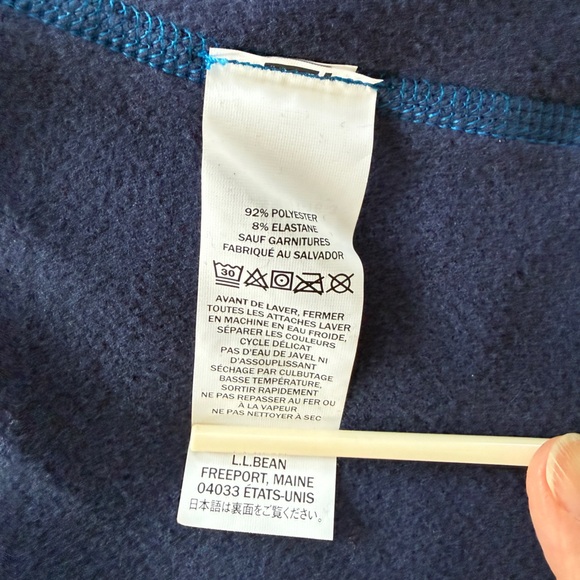 92% POLYESTER
8% ELASTANE
SAUF GARNITURES
FABRIQUÉ AU SALVADOR
30
AVANT DE LAVER, FERMER
TOUTES LES ATTACHES LAVER
EN MACHINE EN EAU FROIDE,
SÉPARER LES COULEURS
CYCLE DÉLICAT
PAS D'EAU DE JAVEL NI
D'ASSOUPLISSANT
SÉCHAGE PAR CULBUTAGE
BASSE TEMPÉRATURE,
SORTIR RAPIDEMENT
NE PAS REPASSER AU FER OU
À LA VAPEUR
NE PAS NETTOYER À SEC
L.L.BEAN
FREEPORT, MAINE
04033 ÉTATS-UNIS
日本語は裏面をご覧ください。